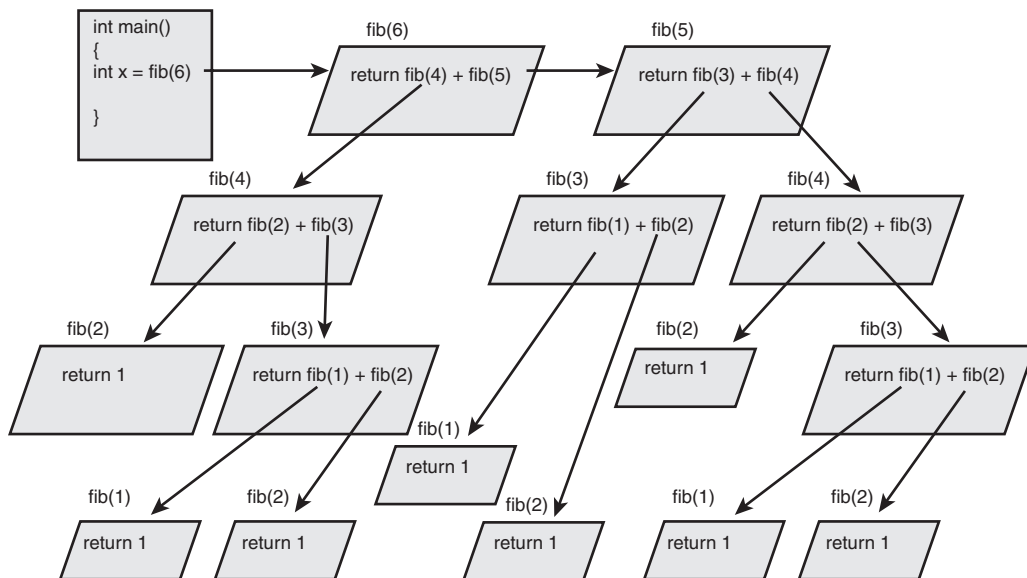 int main()
{
int x = fib(6)
}
fib(6)
return fib(4) + fib(5)
fib(5)
return fib(3) + fib(4)
fib(4)
return fib(2) + fib(3)
fib(3)
return fib(1) + fib(2)
fib(4)
return fib(2) + fib(3)
fib(2)
return 1
fib(3)
return fib(1) + fib(2)
fib(2)
return 1
fib(3)
return fib(1) + fib(2)
fib(1)
return 1
fib(1)
return 1
fib(2)
return 1
fib(2)
return 1
fib(1)
return 1
fib(2)
return 1